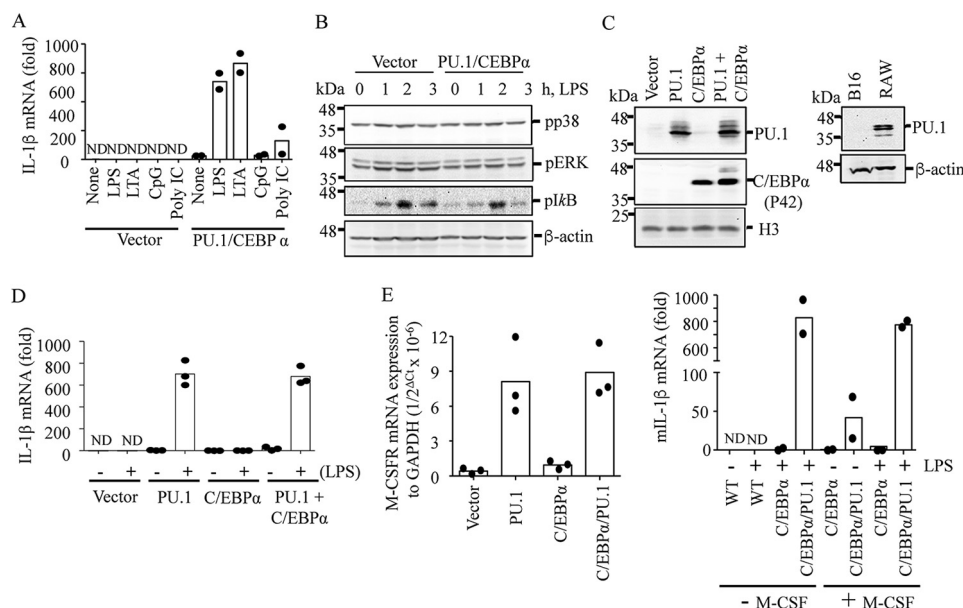 A
IL-1β mRNA (fold)
1000
800
600
400
200
0
ND ND ND ND ND
None
LPS
LTA
CpG
Poly IC
None
LPS
LTA
CpG
Poly IC
Vector
PU.1/CEBP α
B
Vector
PU.1/CEBPα
kDa
0 1 2 3 0 1 2 3 h, LPS
48
35
pp38
48
35
pERK
48
35
pIkB
48
β-actin
C
Vector
PU.1
C/EBPα
PU.1 +
C/EBPα
kDa
48
35
PU.1
48
35
C/EBPα
(P42)
25
15
H3
B16
RAW
kDa
48
35
PU.1
48
β-actin
D
IL-1β mRNA (fold)
1000
800
600
400
200
0
ND ND
- + - + - + - + (LPS)
Vector
PU.1
C/EBPα
PU.1 +
C/EBPα
E
M-CSFR mRNA expression
to GAPDH (1/2ΔCt x 10-6)
12
9
6
3
0
Vector
PU.1
C/EBPα
C/EBPα/PU.1
mIL-1β mRNA (fold)
1000
800
600
400
200
100
50
0
ND ND
- + + + - - + + LPS
WT
WT
C/EBPα
C/EBPα/PU.1
C/EBPα
C/EBPα/PU.1
C/EBPα
C/EBPα/PU.1
- M-CSF
+ M-CSF